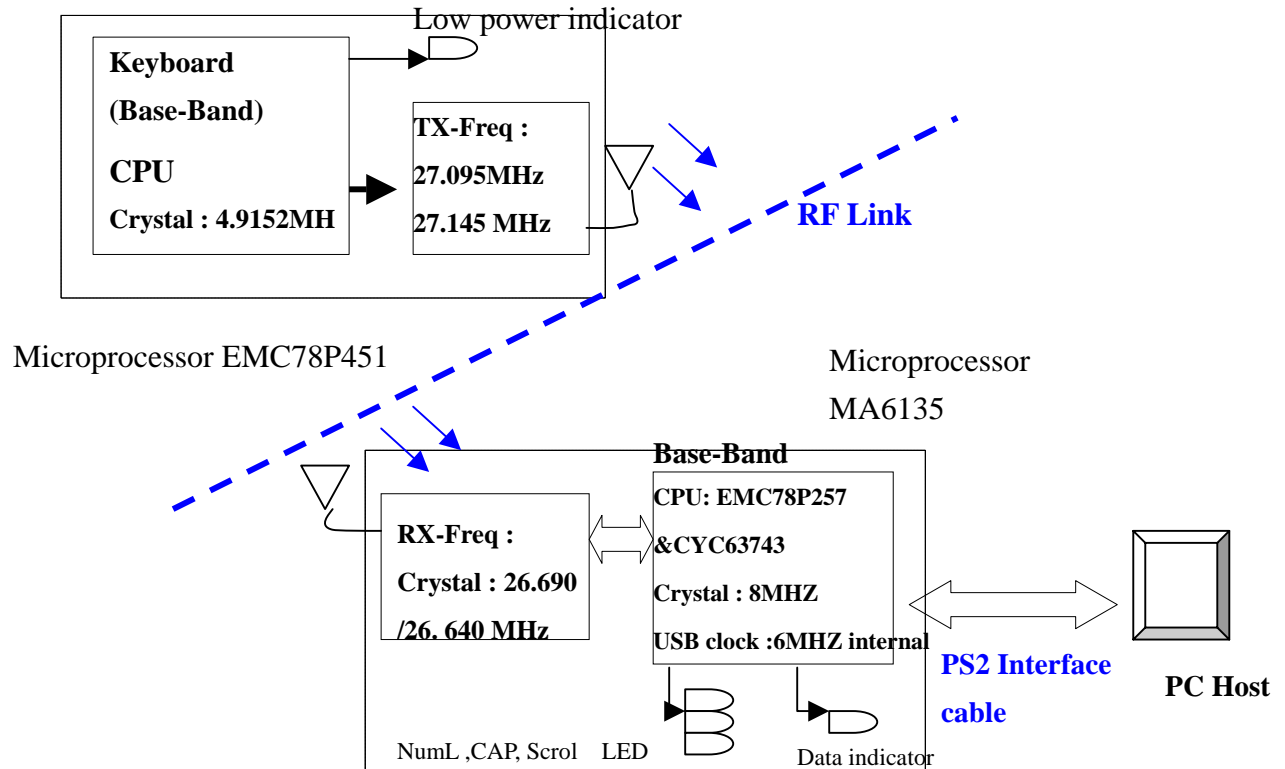 Low power indicator
Keyboard
(Base-Band)
CPU
Crystal : 4.9152MH
TX-Freq :
27.095MHz
27.145 MHz
RF Link
Microprocessor EMC78P451
Microprocessor
MA6135
RX-Freq :
Crystal : 26.690
/26. 640 MHz
Base-Band
CPU: EMC78P257
&CYC63743
Crystal : 8MHZ
USB clock :6MHZ internal
PS2 Interface
cable
PC Host
NumL ,CAP, Scrol LED
Data indicator